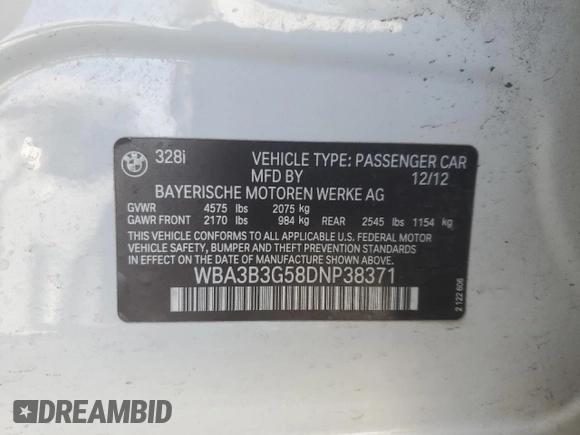 328i VEHICLE TYPE: PASSENGER CAR
MFD BY 12/12
BAYERISCHE MOTOREN WERKE AG
GVWR 4575 lbs 2075 kg
GAWR FRONT 2170 lbs 984 kg REAR 2545 lbs 1154 kg
THIS VEHICLE CONFORMS TO ALL APPLICABLE U.S. FEDERAL MOTOR
VEHICLE SAFETY, BUMPER AND THEFT PREVENTION STANDARDS IN
EFFECT ON THE DATE OF MANUFACTURE SHOWN ABOVE.
WBA3B3G58DNP38371
2 122 606
DREAMBID